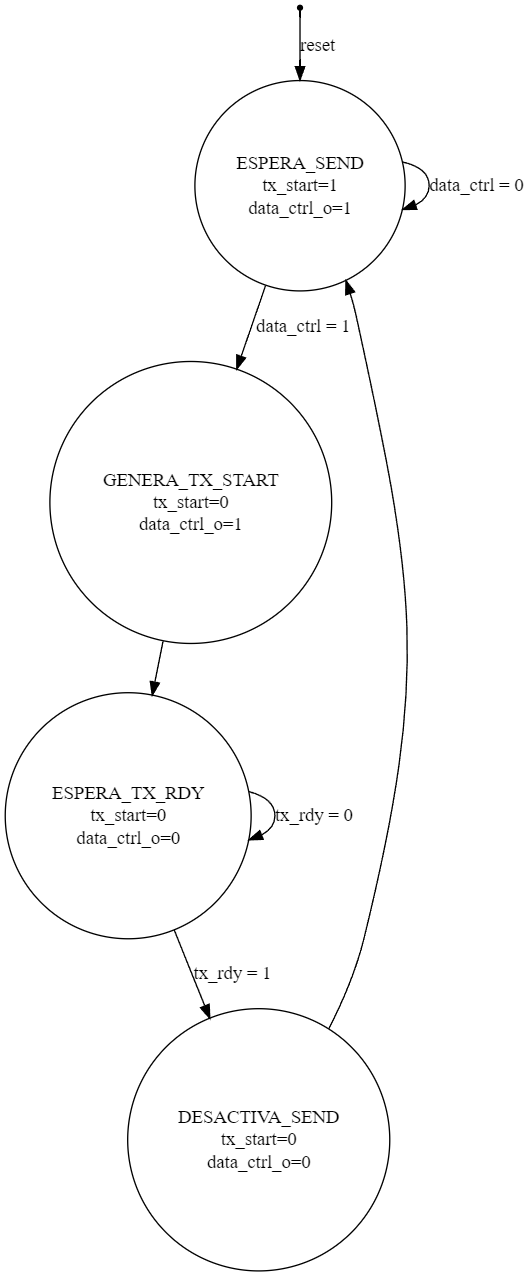 reset
ESPERA_SEND
tx_start=1
data_ctrl_o=1
data_ctrl = 0
data_ctrl = 1
GENERA_TX_START
tx_start=0
data_ctrl_o=1
ESPERA_TX_RDY
tx_start=0
data_ctrl_o=0
tx_rdy = 0
tx_rdy = 1
DESACTIVA_SEND
tx_start=0
data_ctrl_o=0